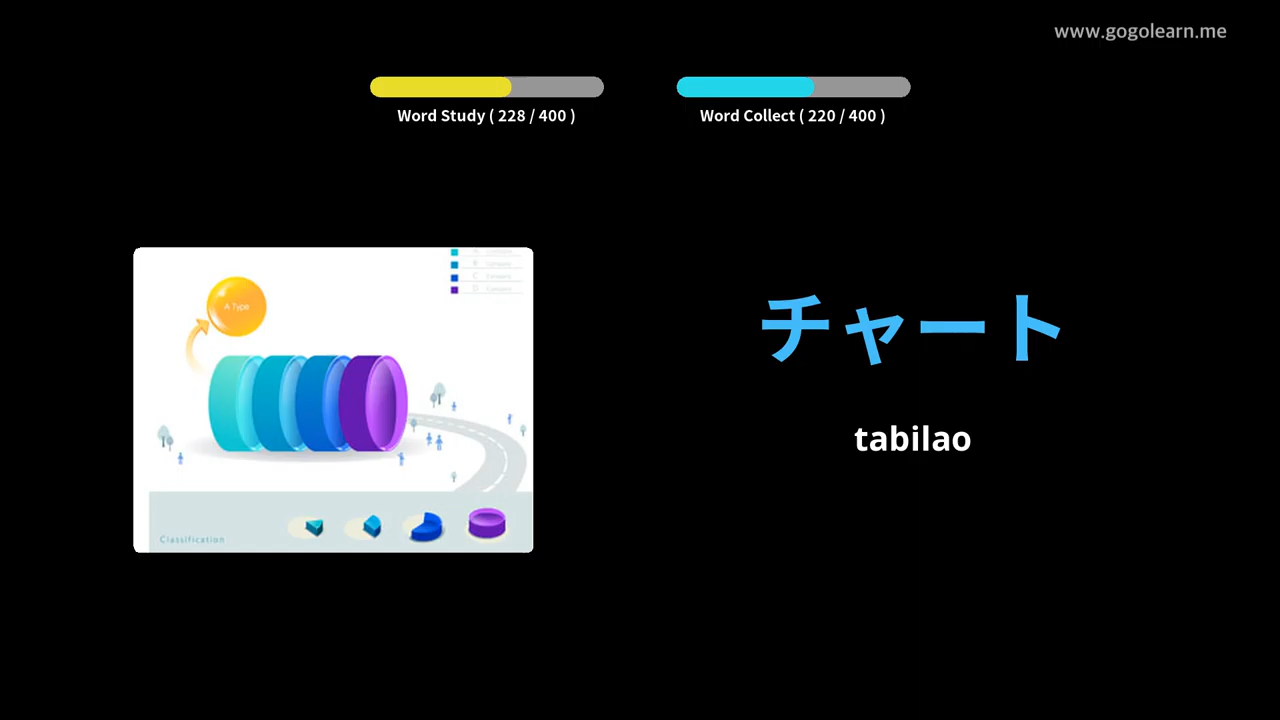 www.gogolearn.me
Word Study ( 228 / 400 )
Word Collect ( 220 / 400 )
A Type
C
チャート
tabilao
Classification